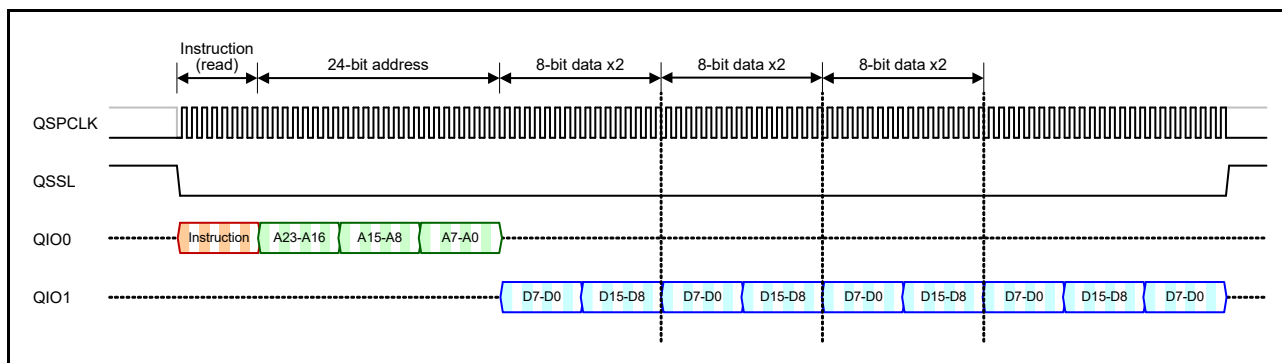 Instruction
(read)
24-bit address
8-bit data x2
8-bit data x2
8-bit data x2
QSPCLK
QSSL
QIO0
Instruction
A23-A16
A15-A8
A7-A0
QIO1
D7-D0
D15-D8
D7-D0
D15-D8
D7-D0
D15-D8
D7-D0
D15-D8
D7-D0